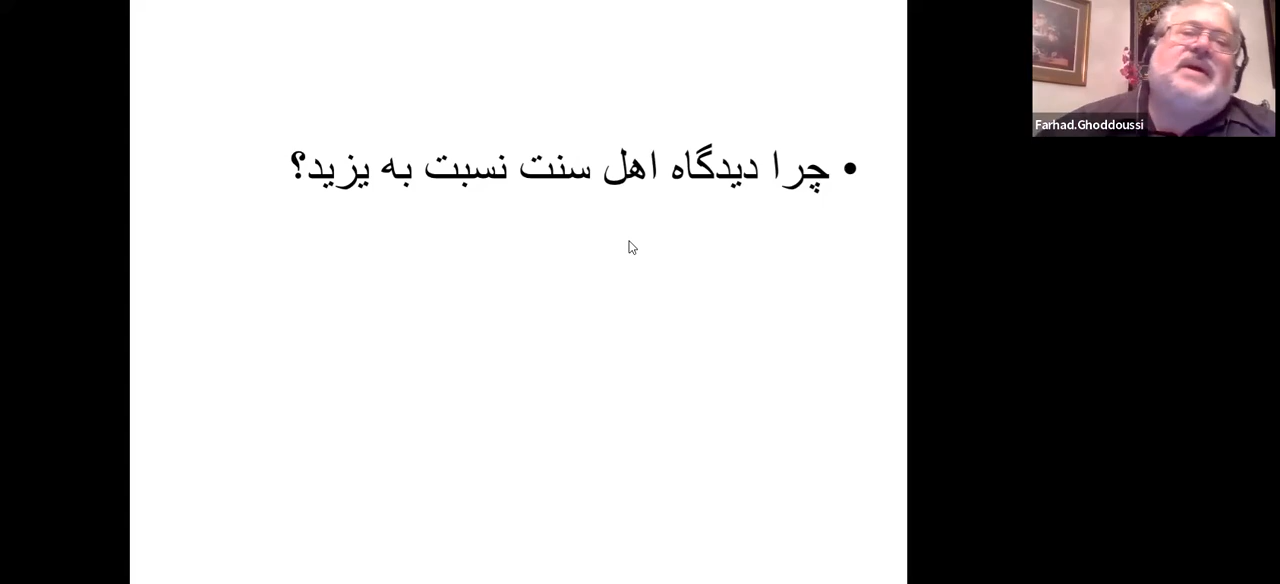 • چرا دیدگاه اهل سنت نسبت به یزید؟
Farhad.Ghoddoussi